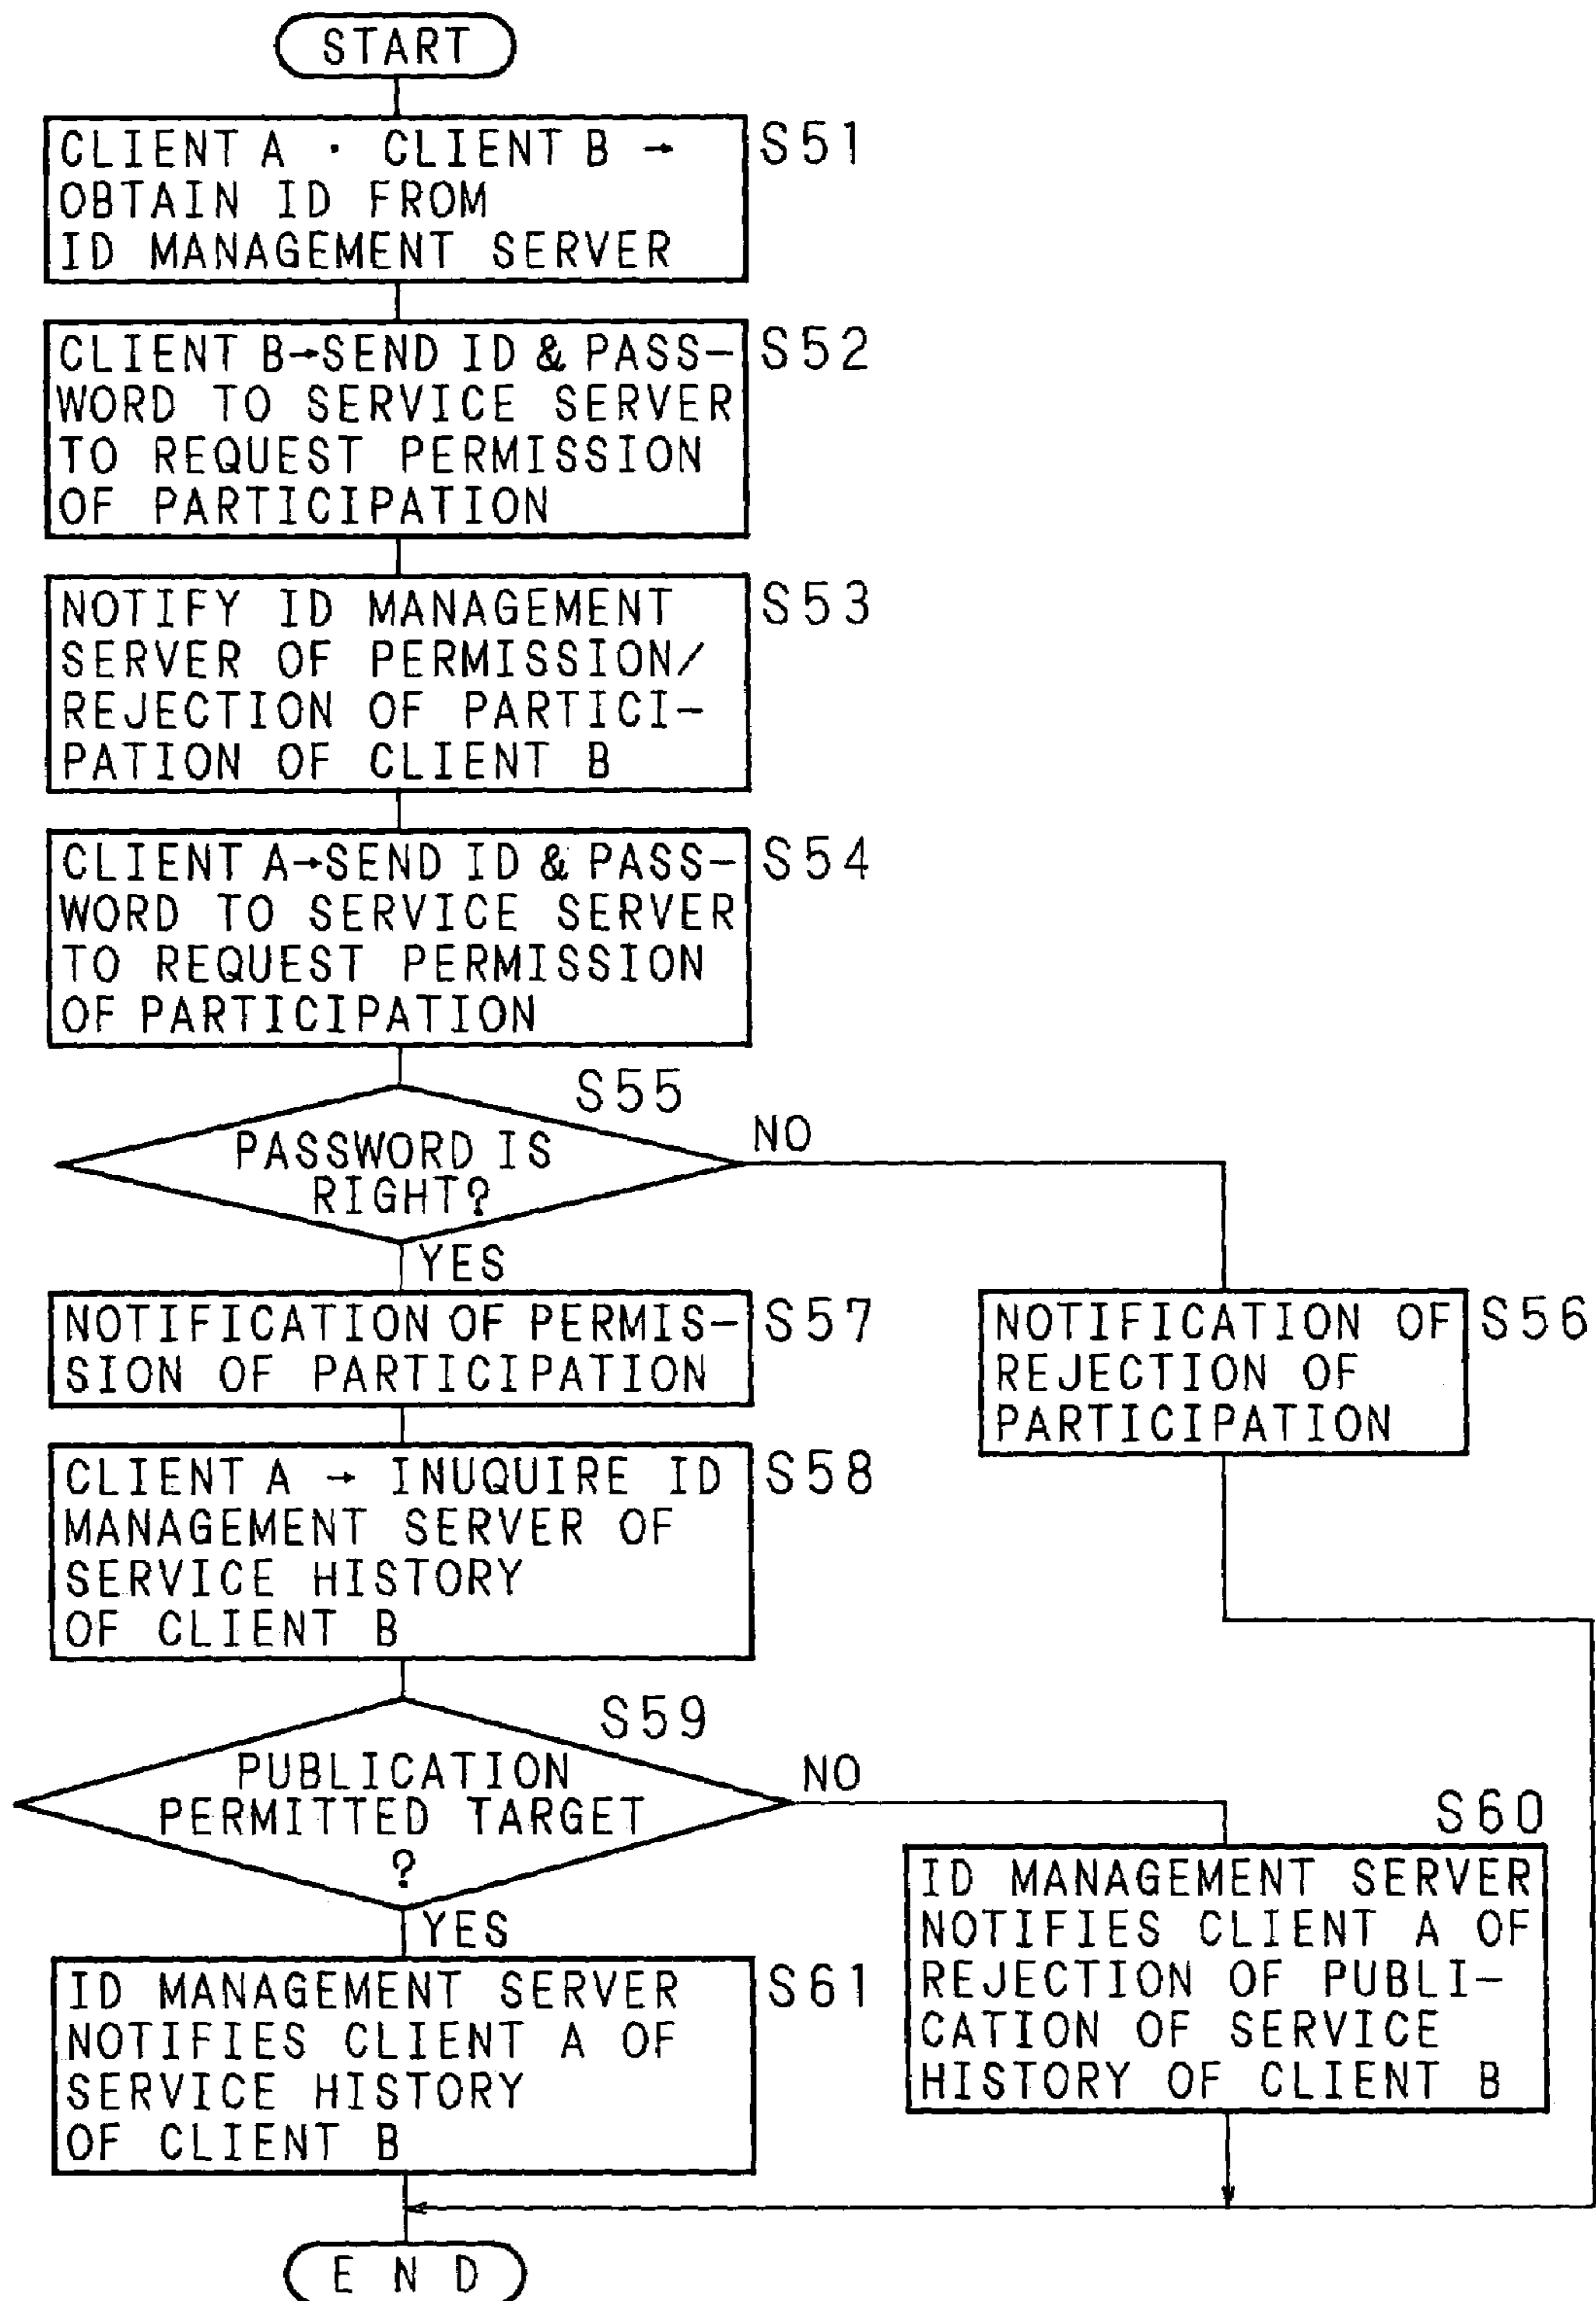 START
CLIENT A · CLIENT B →
OBTAIN ID FROM
ID MANAGEMENT SERVER
S51
CLIENT B→SEND ID & PASS-
WORD TO SERVICE SERVER
TO REQUEST PERMISSION
OF PARTICIPATION
S52
NOTIFY ID MANAGEMENT
SERVER OF PERMISSION/
REJECTION OF PARTICI-
PATION OF CLIENT B
S53
CLIENT A→SEND ID & PASS-
WORD TO SERVICE SERVER
TO REQUEST PERMISSION
OF PARTICIPATION
S54
S55
PASSWORD IS
RIGHT?
NO
YES
NOTIFICATION OF PERMIS-
SION OF PARTICIPATION
S57
NOTIFICATION OF
REJECTION OF
PARTICIPATION
S56
CLIENT A → INUQUIRE ID
MANAGEMENT SERVER OF
SERVICE HISTORY
OF CLIENT B
S58
S59
PUBLICATION
PERMITTED TARGET
?
NO
YES
S60
ID MANAGEMENT SERVER
NOTIFIES CLIENT A OF
REJECTION OF PUBLI-
CATION OF SERVICE
HISTORY OF CLIENT B
ID MANAGEMENT SERVER
NOTIFIES CLIENT A OF
SERVICE HISTORY
OF CLIENT B
S61
END